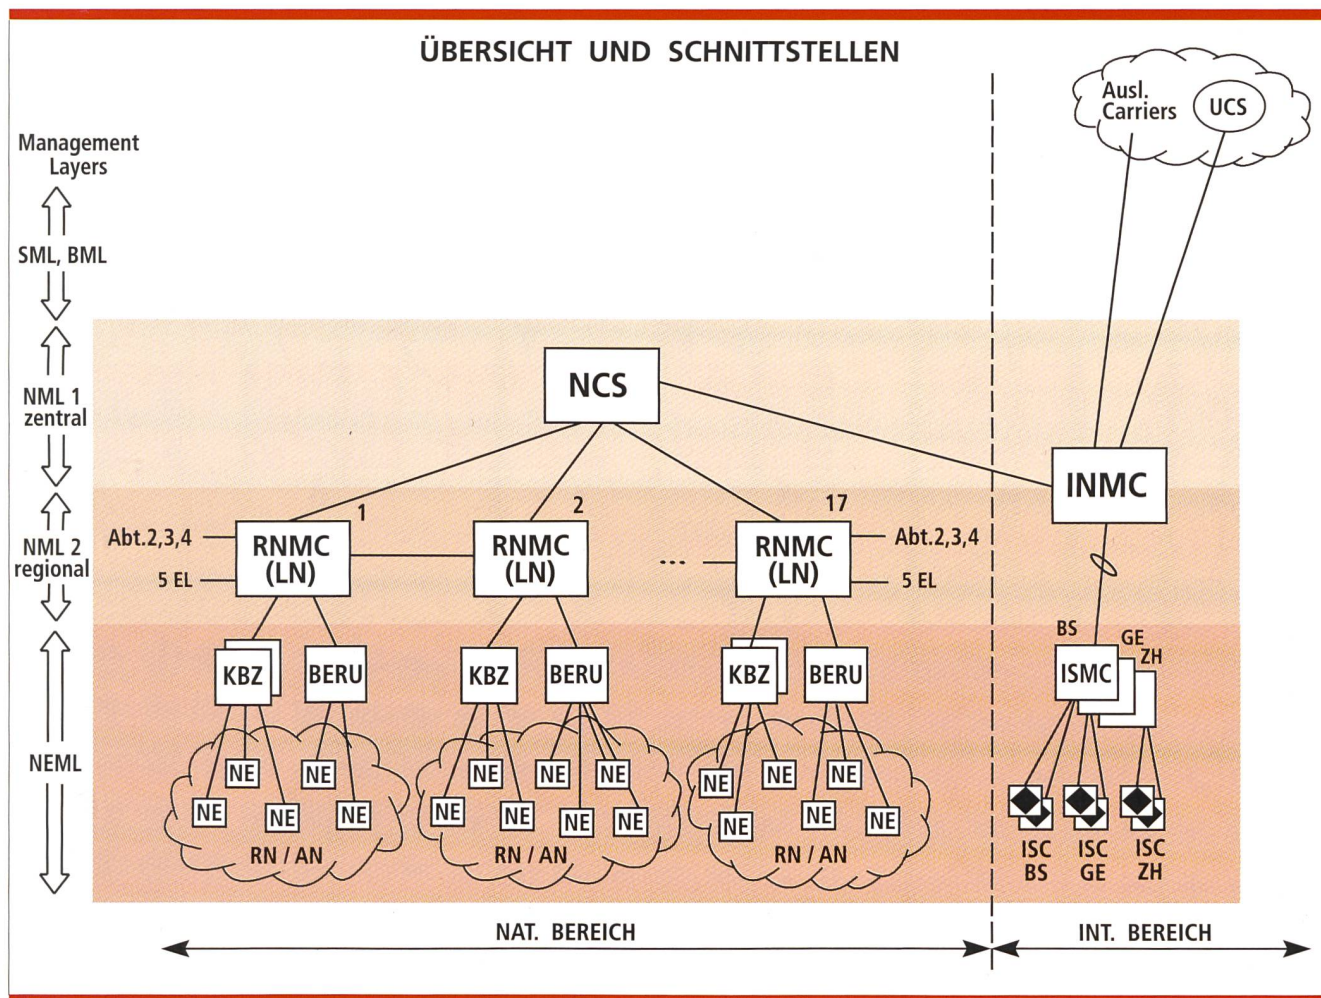 ÜBERSICHT UND SCHNITTSTELLEN
Ausl.
Carriers
UCS
Management
Layers
SML, BML
NML 1
zentral
NCS
INMC
NML 2
regional
1
2
17
Abt.2,3,4
5 EL
RNMC
(LN)
RNMC
(LN)
...
RNMC
(LN)
Abt.2,3,4
5 EL
BS
GE
ZH
KBZ
BERU
KBZ
BERU
KBZ
BERU
ISMC
NEML
NE
NE
NE
NE
NE
RN / AN
NE
NE
NE
NE
NE
NE
NE
RN / AN
NE
NE
NE
NE
NE
NE
RN / AN
ISC
BS
ISC
GE
ISC
ZH
NAT. BEREICH
INT. BEREICH